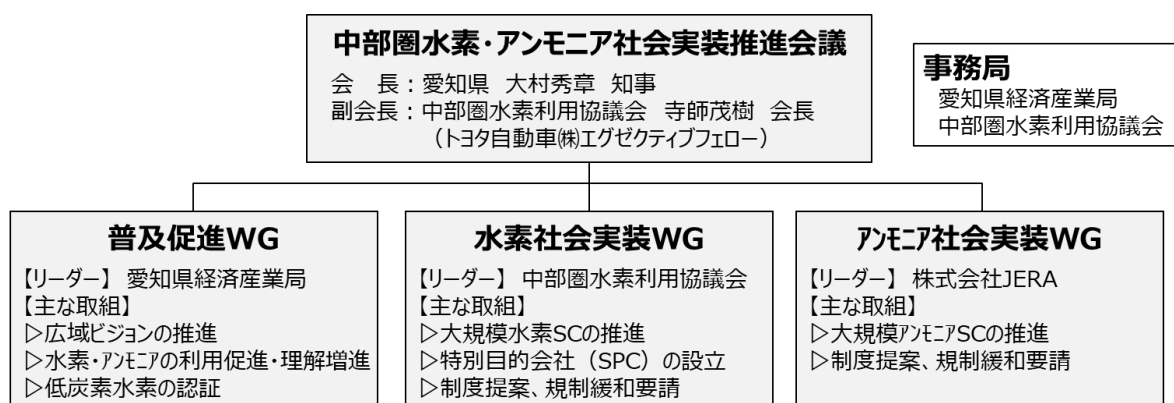 中部圏水素・アンモニア社会実装推進会議
会　長：愛知県　大村秀章　知事
副会長：中部圏水素利用協議会　寺師茂樹　会長
（トヨタ自動車㈱エグゼクティブフェロー）
事務局
愛知県経済産業局
中部圏水素利用協議会
普及促進WG
【リーダー】 愛知県経済産業局
【主な取組】
▷広域ビジョンの推進
▷水素・アンモニアの利用促進・理解増進
▷低炭素水素の認証
水素社会実装WG
【リーダー】 中部圏水素利用協議会
【主な取組】
▷大規模水素SCの推進
▷特別目的会社（SPC）の設立
▷制度提案、規制緩和要請
アンモニア社会実装WG
【リーダー】 株式会社JERA
【主な取組】
▷大規模アンモニアSCの推進
▷制度提案、規制緩和要請